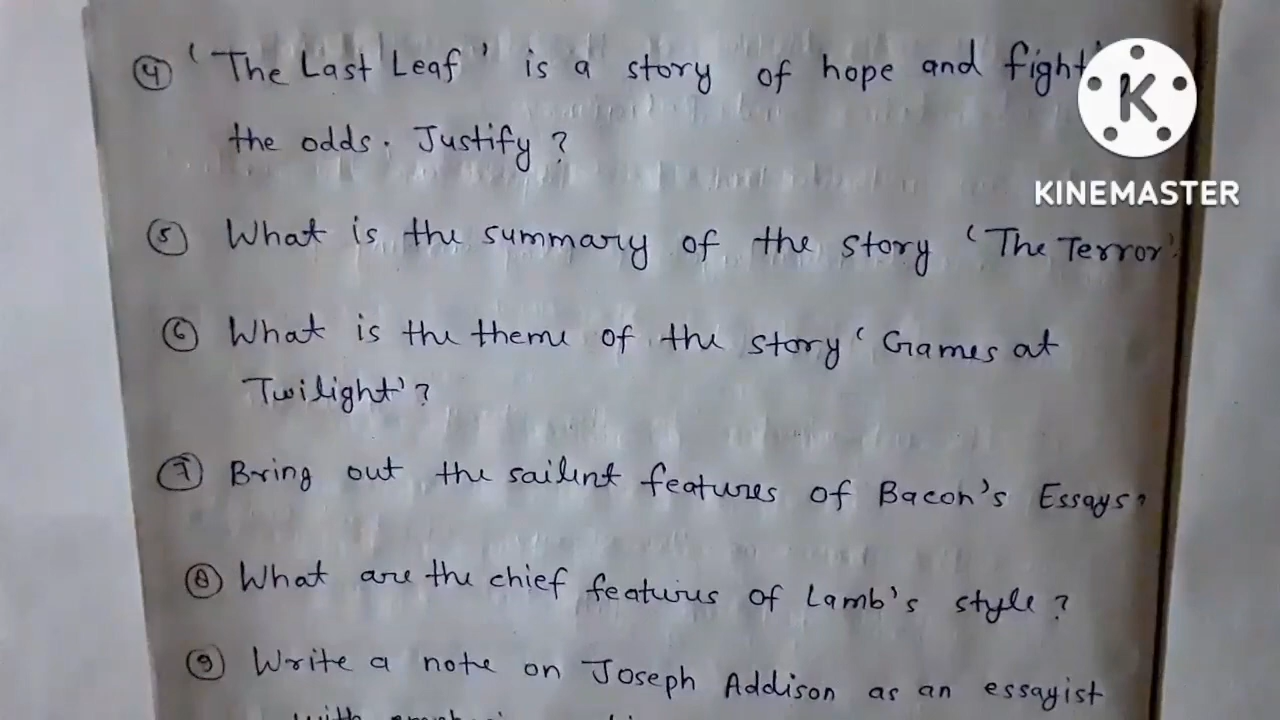 ④ 'The Last Leaf' is a story of hope and
the odds. Justify?
K
KINEMASTER
⑤ What is the summary of the story 'The Terror'
⑥ What is the theme of the story 'Games at
Twilight'?
⑦ Bring out the sailent features of Bacon's Essays?
⑧ What are the chief features of Lamb's style?
⑨ Write a note on Joseph Addison as an essayist